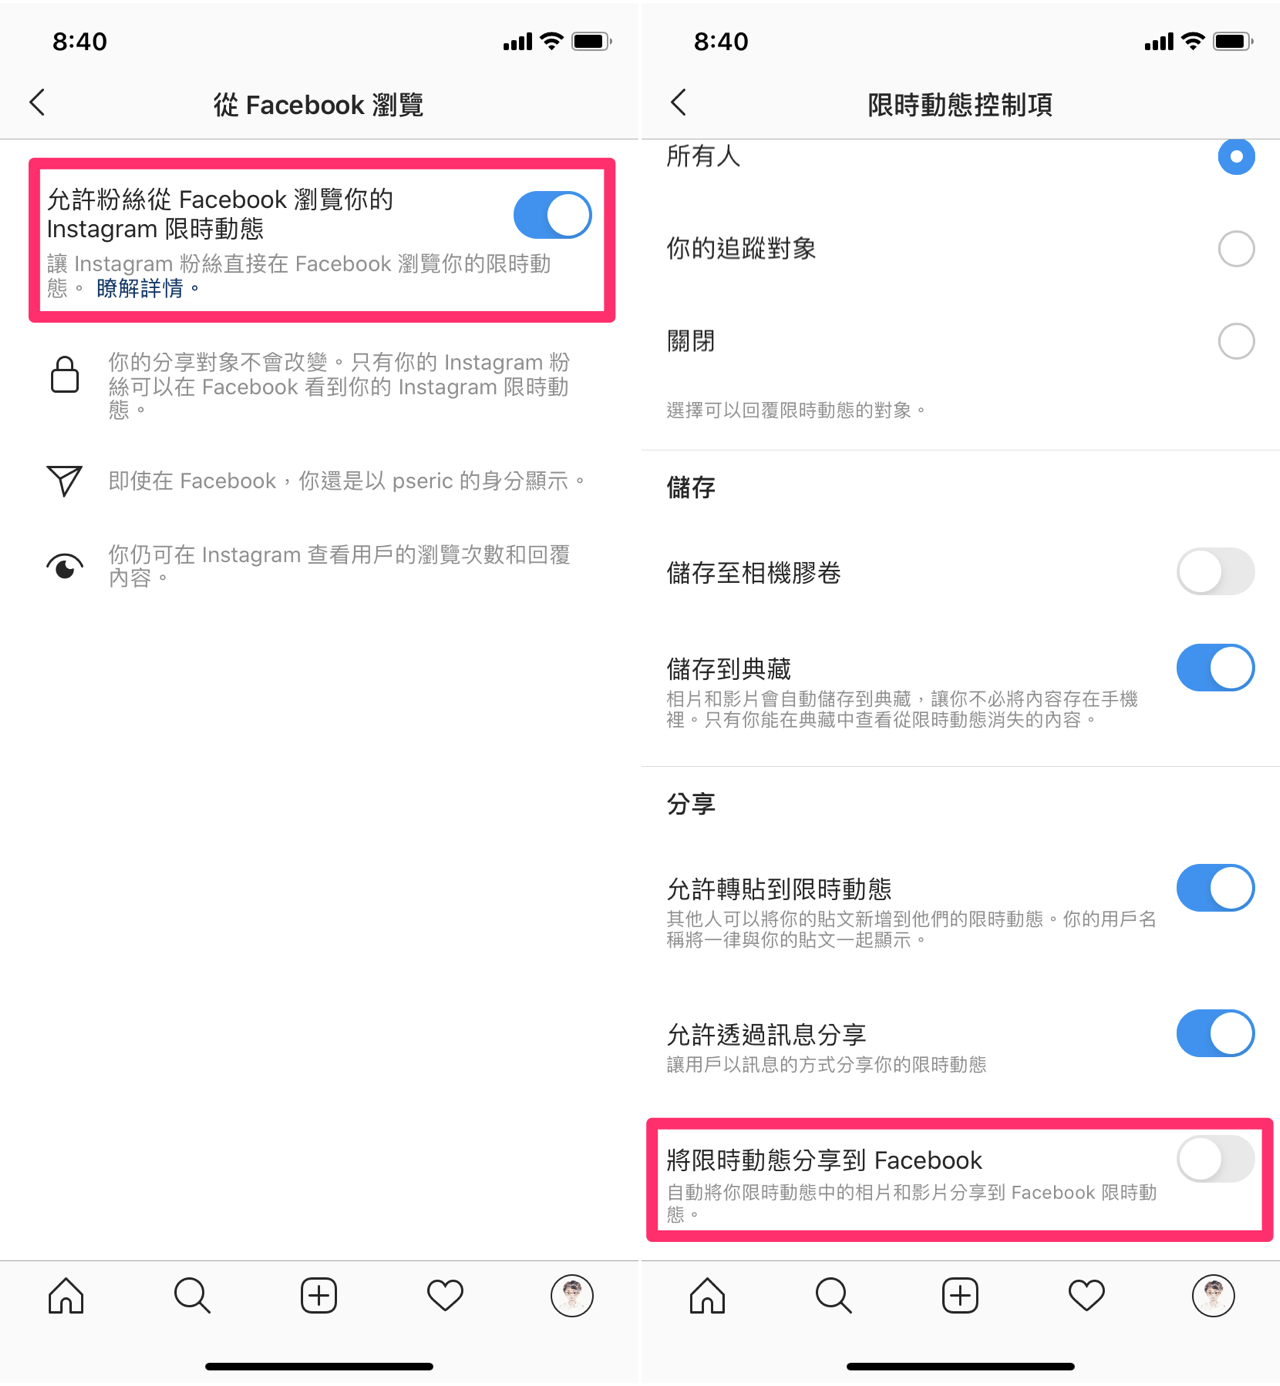 8:40
從 Facebook 瀏覽
允許粉絲從 Facebook 瀏覽你的
Instagram 限時動態
讓 Instagram 粉絲直接在 Facebook 瀏覽你的限時動
態。 瞭解詳情。
你的分享對象不會改變。只有你的 Instagram 粉
絲可以在 Facebook 看到你的 Instagram 限時動
態。
即使在 Facebook，你還是以 pseric 的身分顯示。
你仍可在 Instagram 查看用戶的瀏覽次數和回覆
內容。
8:40
限時動態控制項
所有人
你的追蹤對象
關閉
選擇可以回覆限時動態的對象。
儲存
儲存至相機膠卷
儲存到典藏
相片和影片會自動儲存到典藏，讓你不必將內容存在手機
裡。只有你能在典藏中查看從限時動態消失的內容。
分享
允許轉貼到限時動態
其他人可以將你的貼文新增到他們的限時動態。你的用戶名
稱將一律與你的貼文一起顯示。
允許透過訊息分享
讓用戶以訊息的方式分享你的限時動態
將限時動態分享到 Facebook
自動將你限時動態中的相片和影片分享到 Facebook 限時動
態。